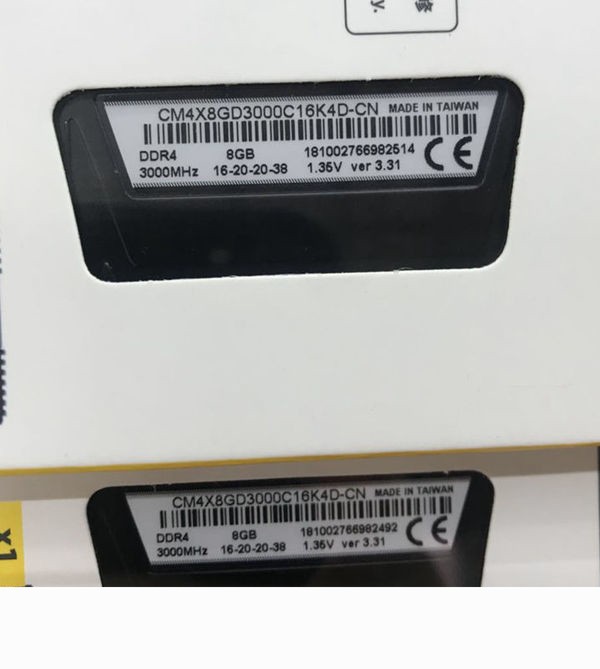 修
y.
CM4X8GD3000C16K4D-CN MADE IN TAIWAN
DDR4 8GB 181002766982514
3000MHz 16-20-20-38 1.35V ver 3.31
CE
CM4X8GD3000C16K4D-CN MADE IN TAIWAN
DDR4 8GB 181002766982492
3000MHz 16-20-20-38 1.35V ver 3.31
CE
x1